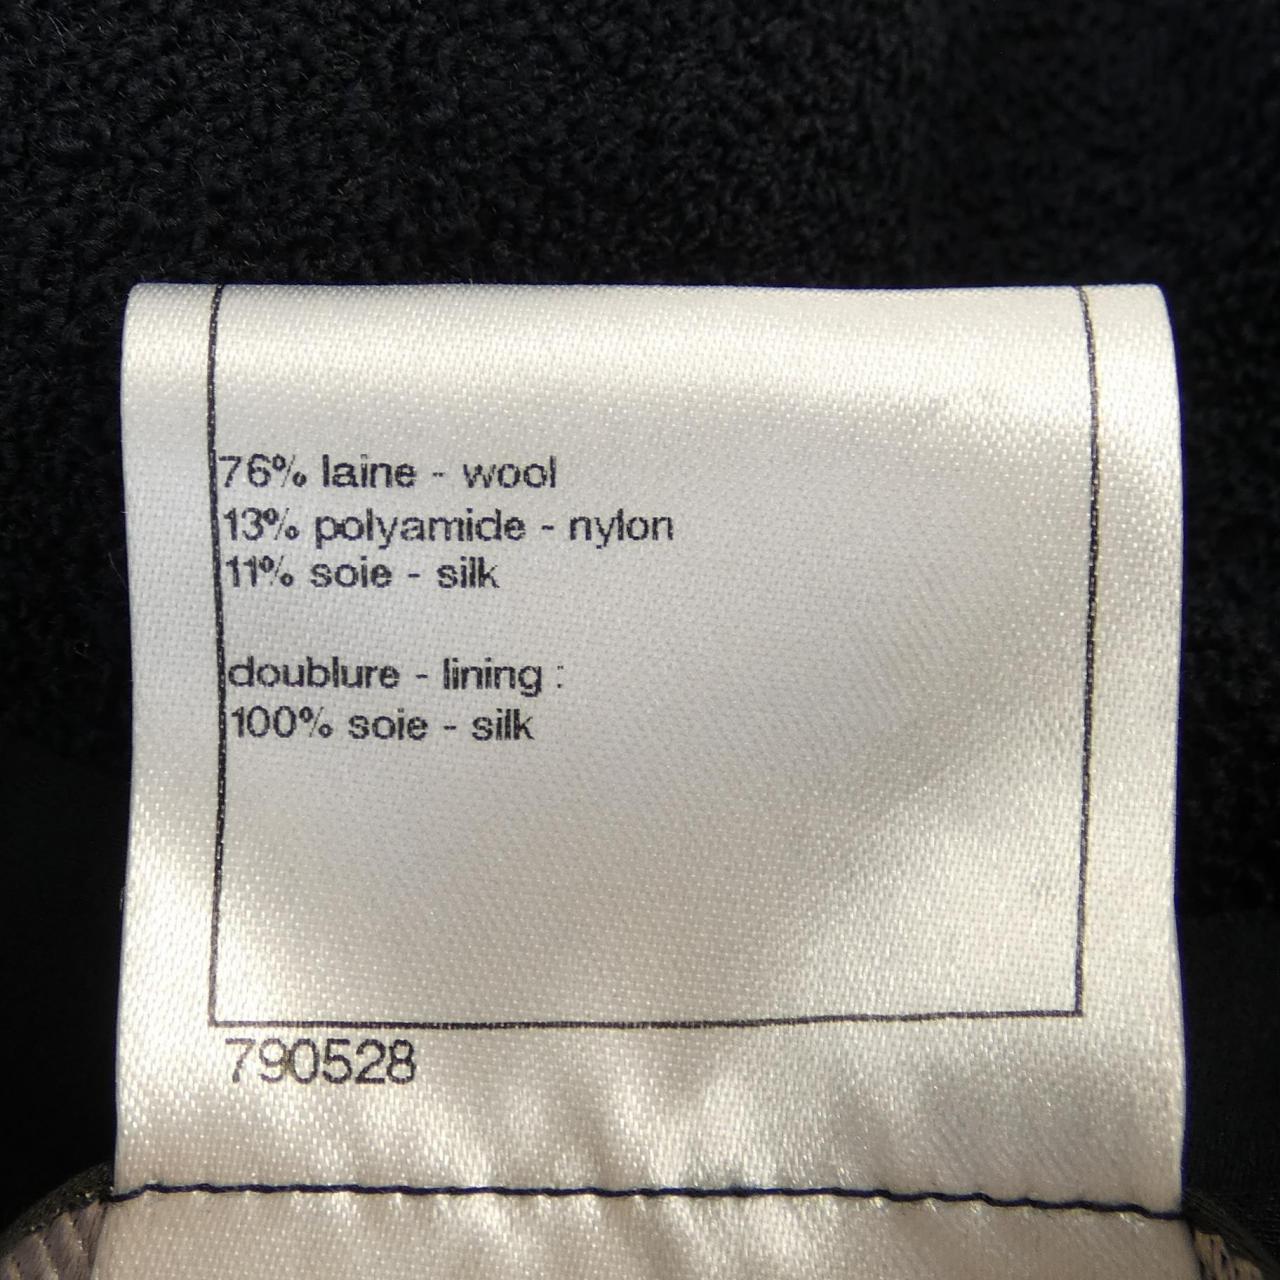 76% laine - wool
13% polyamide - nylon
11% soie - silk
doublure - lining :
100% soie - silk
790528